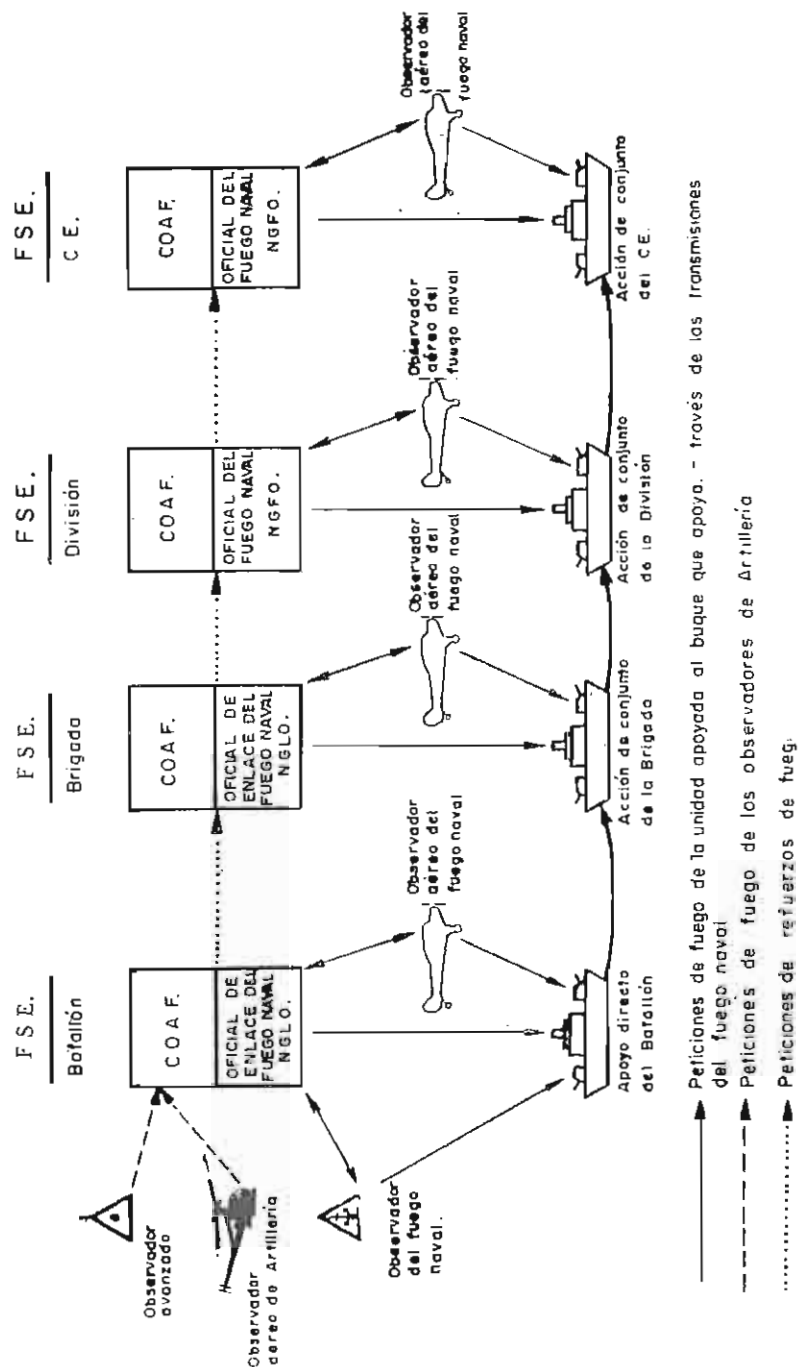 FSE.
Batallón
FSE.
Brigada
FSE.
División
FSE.
C E.
COAF.
OFICIAL DE
ENLACE DEL
FUEGO NAVAL
NGLO.
COAF.
OFICIAL DE
ENLACE DEL
FUEGO NAVAL
NGLO.
COAF.
OFICIAL DEL
FUEGO NAVAL
NGFO.
COAF.
OFICIAL DEL
FUEGO NAVAL
NGFO.
Observador
avanzado
Observador
aereo de Artillería
Observador
del fuego
naval.
Observador
aéreo del
fuego naval
Observador
aéreo del
fuego naval
Observador
aéreo del
fuego naval
Observador
aéreo del
fuego naval
Apoyo directo
del Batallón
Acción de conjunto
de la Brigada
Acción de conjunto
de la División
Acción de conjunto
del C E.
Peticiones de fuego de la unidad apoyada al buque que apoya. - través de las transmisiones
del fuego naval
Peticiones de fuego de los observadores de Artillería
Peticiones de refuerzos de fueg